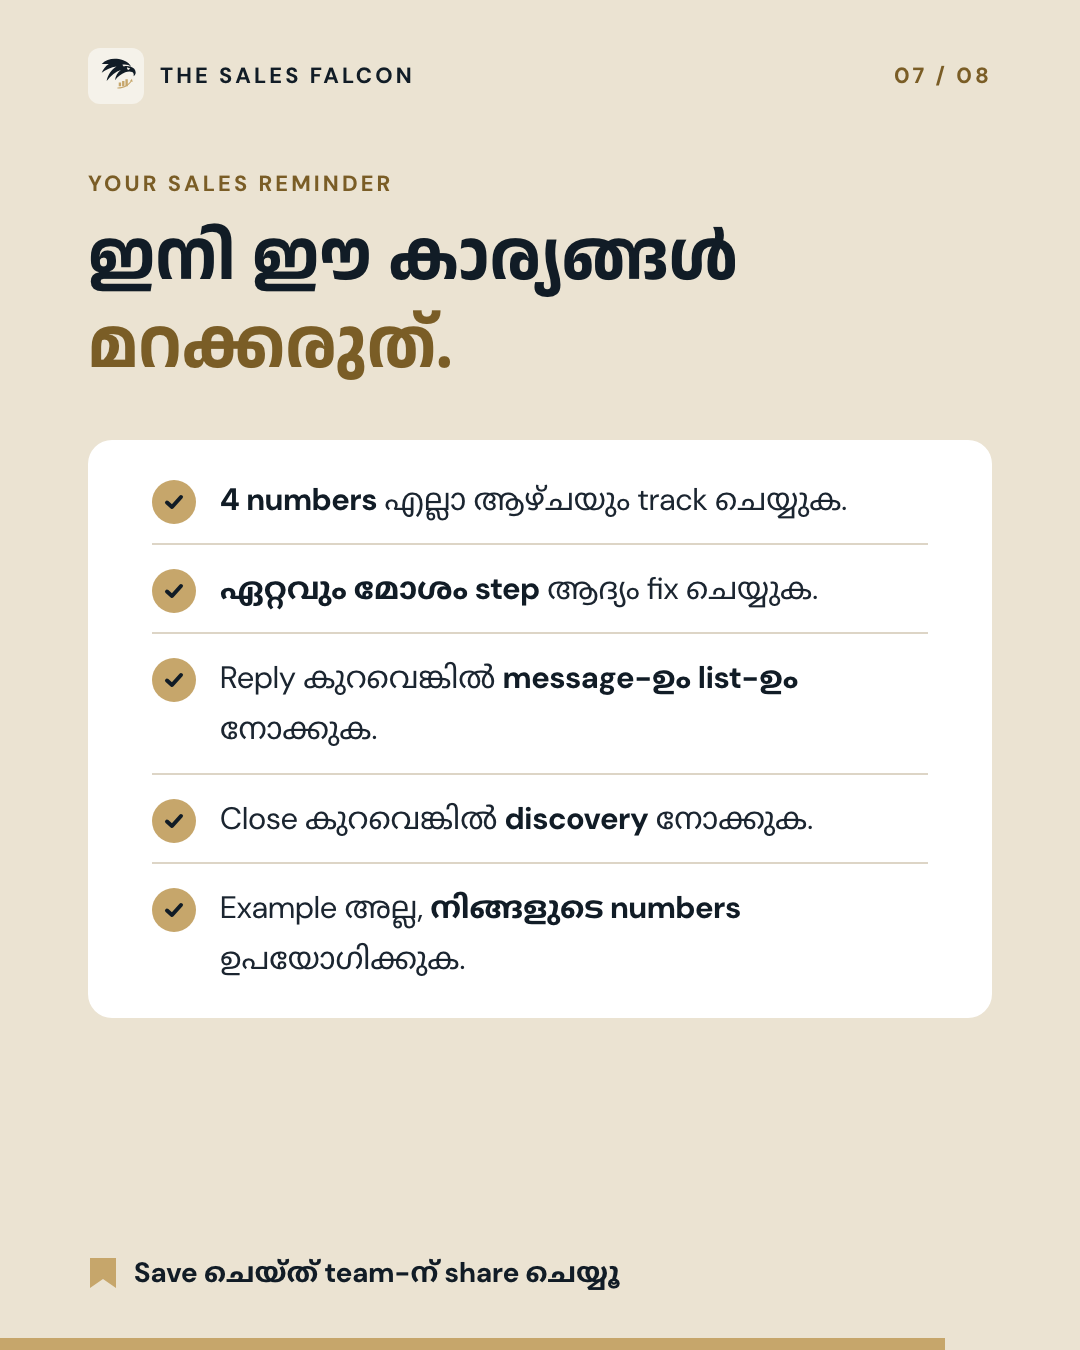 THE SALES FALCON
07 / 08
YOUR SALES REMINDER
ഇനി ഈ കാര്യങ്ങൾ
മറക്കരുത്.
4 numbers എല്ലാ ആഴ്ചയും track ചെയ്യുക.
ഏറ്റവും മോശം step ആദ്യം fix ചെയ്യുക.
Reply കുറവെങ്കിൽ message-ഉം list-ഉം
നോക്കുക.
Close കുറവെങ്കിൽ discovery നോക്കുക.
Example അല്ല, നിങ്ങളുടെ numbers
ഉപയോഗിക്കുക.
Save ചെയ്ത് team-ന് share ചെയ്യൂ